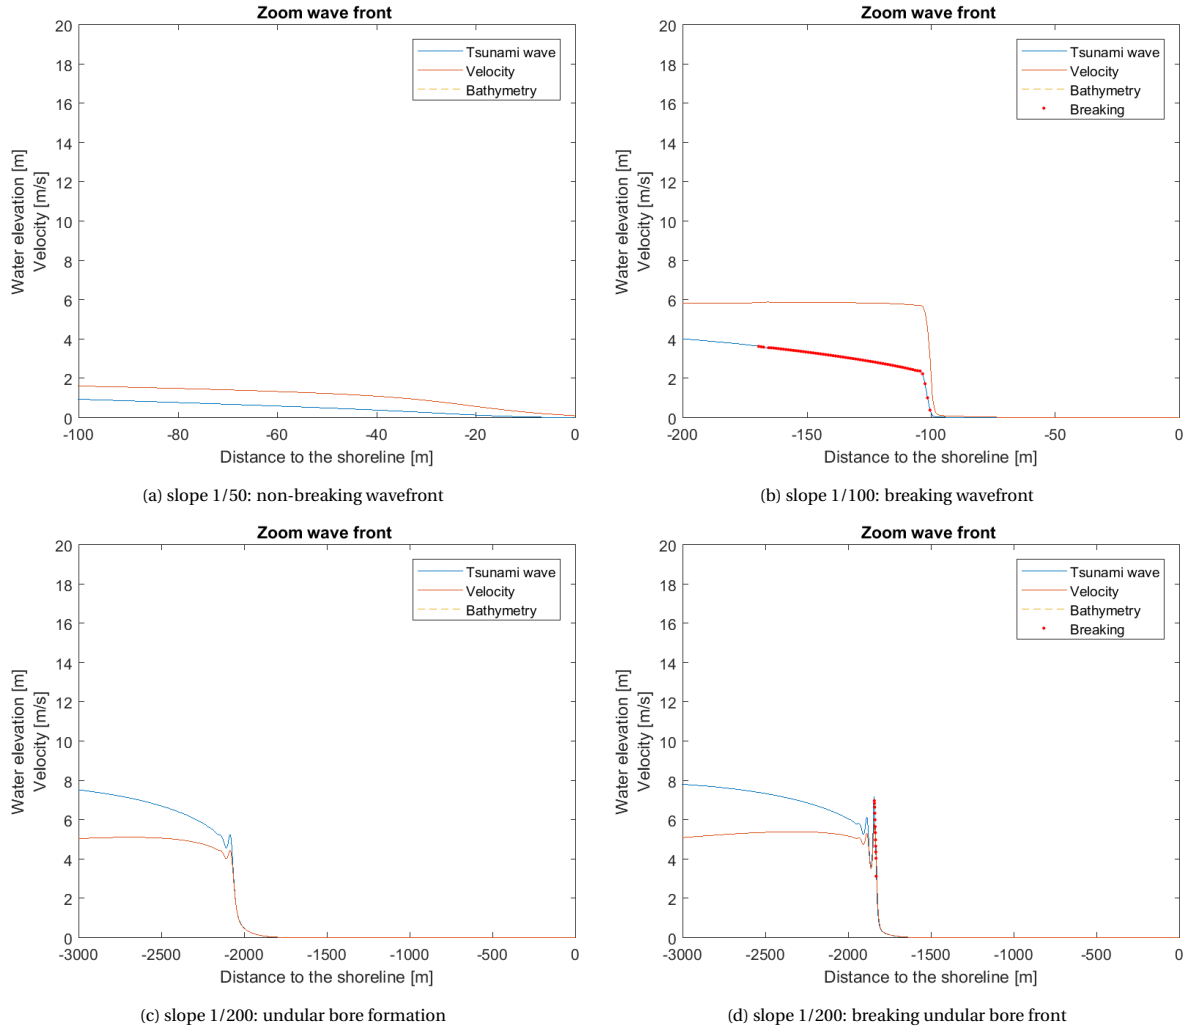 Zoom wave front
20
18
16
14
12
10
8
6
4
2
0
Water elevation [m]
Velocity [m/s]
Tsunami wave
Velocity
Bathymetry
-100
-80
-60
-40
-20
0
Distance to the shoreline [m]
(a) slope 1/50: non-breaking wavefront
Zoom wave front
20
18
16
14
12
10
8
6
4
2
0
Water elevation [m]
Velocity [m/s]
Tsunami wave
Velocity
Bathymetry
Breaking
-200
-150
-100
-50
0
Distance to the shoreline [m]
(b) slope 1/100: breaking wavefront
Zoom wave front
20
18
16
14
12
10
8
6
4
2
0
Water elevation [m]
Velocity [m/s]
Tsunami wave
Velocity
Bathymetry
-3000
-2500
-2000
-1500
-1000
-500
0
Distance to the shoreline [m]
(c) slope 1/200: undular bore formation
Zoom wave front
20
18
16
14
12
10
8
6
4
2
0
Water elevation [m]
Velocity [m/s]
Tsunami wave
Velocity
Bathymetry
Breaking
-3000
-2500
-2000
-1500
-1000
-500
0
Distance to the shoreline [m]
(d) slope 1/200: breaking undular bore front